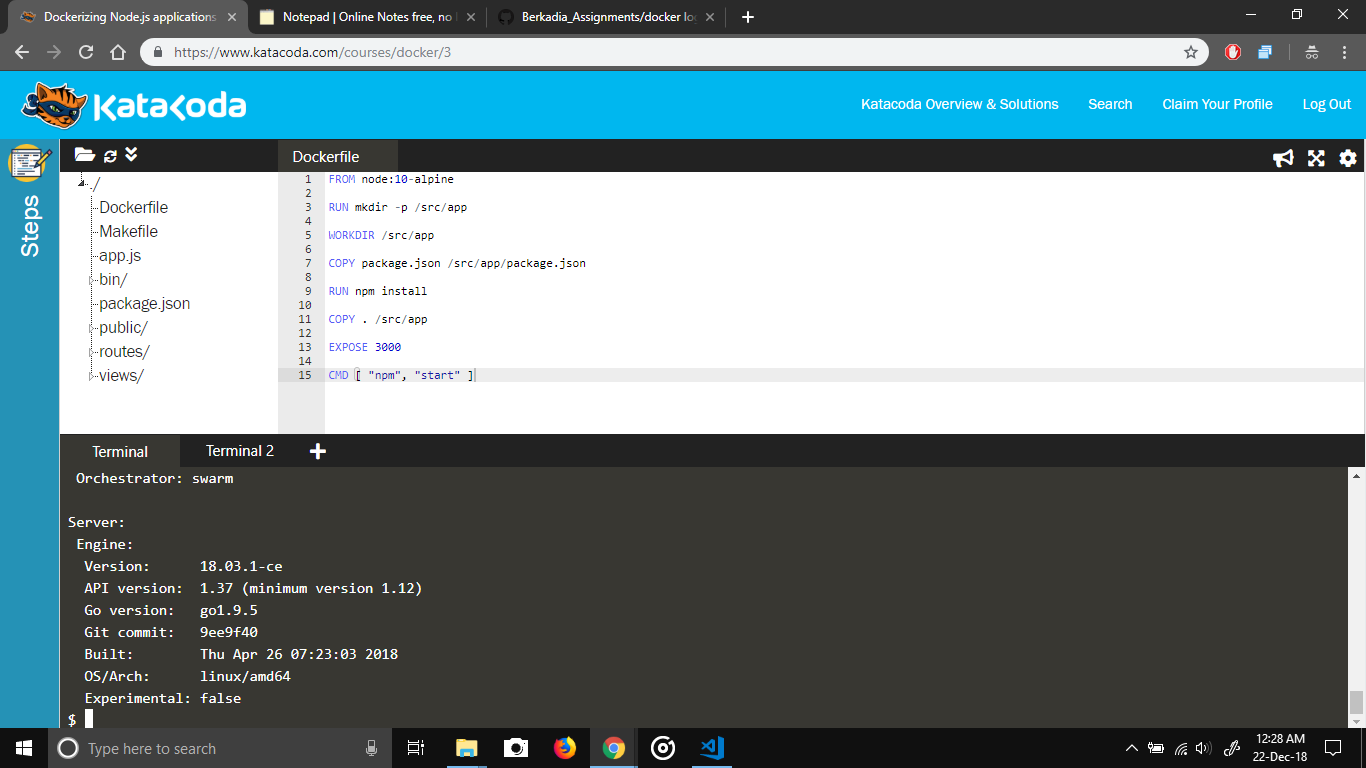 Dockerizing Node.js applications
Notepad | Online Notes free, no
Berkadia_Assignments/docker log
https://www.katacoda.com/courses/docker/3
KataKoda
Katacoda Overview & Solutions
Search
Claim Your Profile
Log Out
Steps
./
Dockerfile
Makefile
app.js
bin/
package.json
public/
routes/
views/
Dockerfile
1 FROM node:10-alpine
2
3 RUN mkdir -p /src/app
4
5 WORKDIR /src/app
6
7 COPY package.json /src/app/package.json
8
9 RUN npm install
10
11 COPY . /src/app
12
13 EXPOSE 3000
14
15 CMD [ "npm", "start" ]
Terminal
Terminal 2
Orchestrator: swarm
Server:
Engine:
Version: 18.03.1-ce
API version: 1.37 (minimum version 1.12)
Go version: go1.9.5
Git commit: 9ee9f40
Built: Thu Apr 26 07:23:03 2018
OS/Arch: linux/amd64
Experimental: false
$
Type here to search
12:28 AM
22-Dec-18